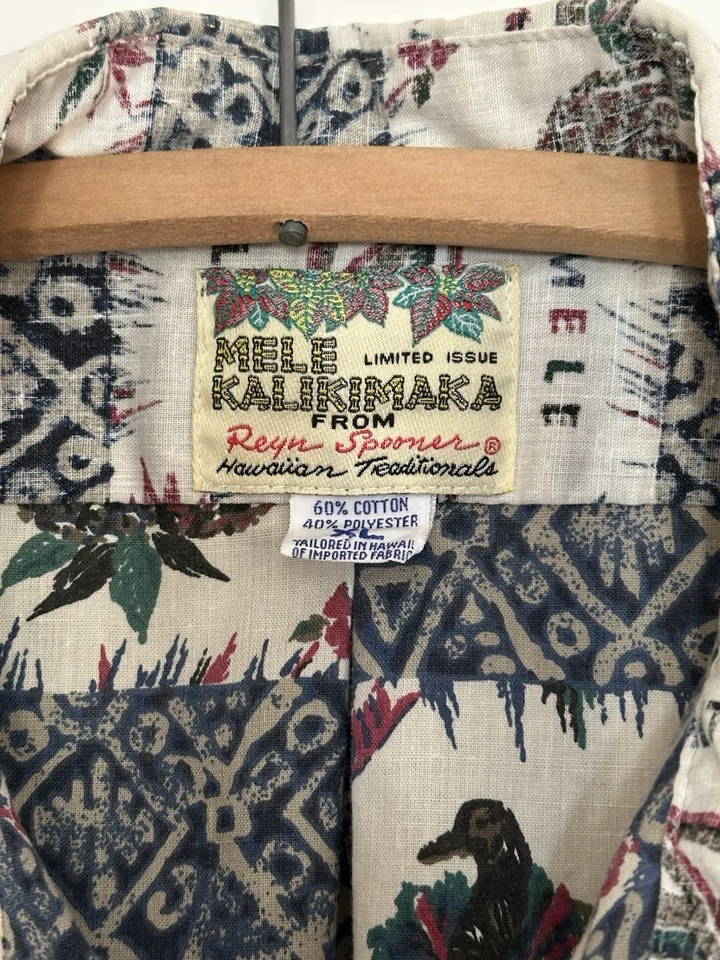 MELE
LIMITED ISSUE
KALIKIMAKA
FROM
Reyn Spooner®
Hawaiian Traditionals
60% COTTON
40% POLYESTER
XL
TAILORED IN HAWAII
OF IMPORTED FABRIC
MELE